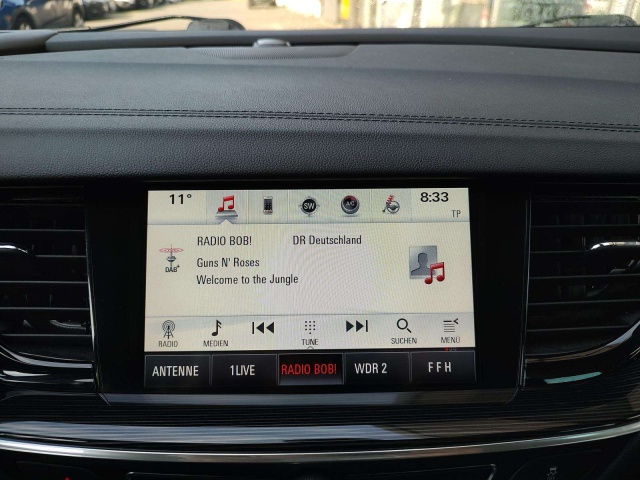 11°
SW
A/C
8:33
TP
RADIO BOB! DR Deutschland
DAB+
Guns N' Roses
Welcome to the Jungle
RADIO MEDIEN TUNE SUCHEN MENÜ
ANTENNE 1LIVE RADIO BOB! WDR 2 FFH